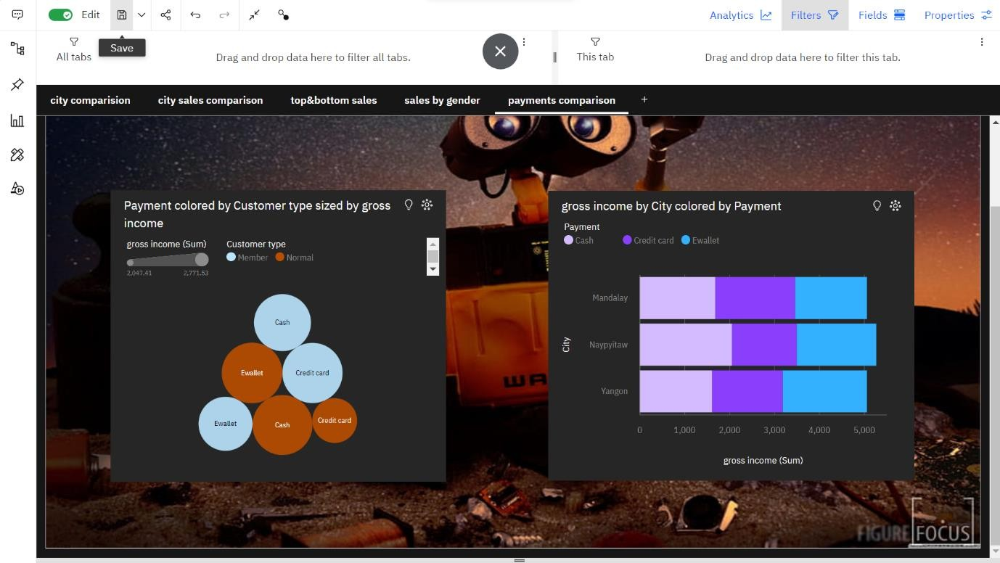 Edit
Analytics
Filters
Fields
Properties
Save
All tabs
Drag and drop data here to filter all tabs.
This tab
Drag and drop data here to filter this tab.
city comparision
city sales comparison
top&bottom sales
sales by gender
payments comparison
+
Payment colored by Customer type sized by gross
income
gross income (Sum)
2,047.41
2,771.53
Customer type
Member
Normal
Cash
Ewallet
Credit card
Ewallet
Cash
Credit card
gross income by City colored by Payment
Payment
Cash
Credit card
Ewallet
City
Mandalay
Naypyitaw
Yangon
0
1,000
2,000
3,000
4,000
5,000
gross income (Sum)
WA
FIGURE FOCUS